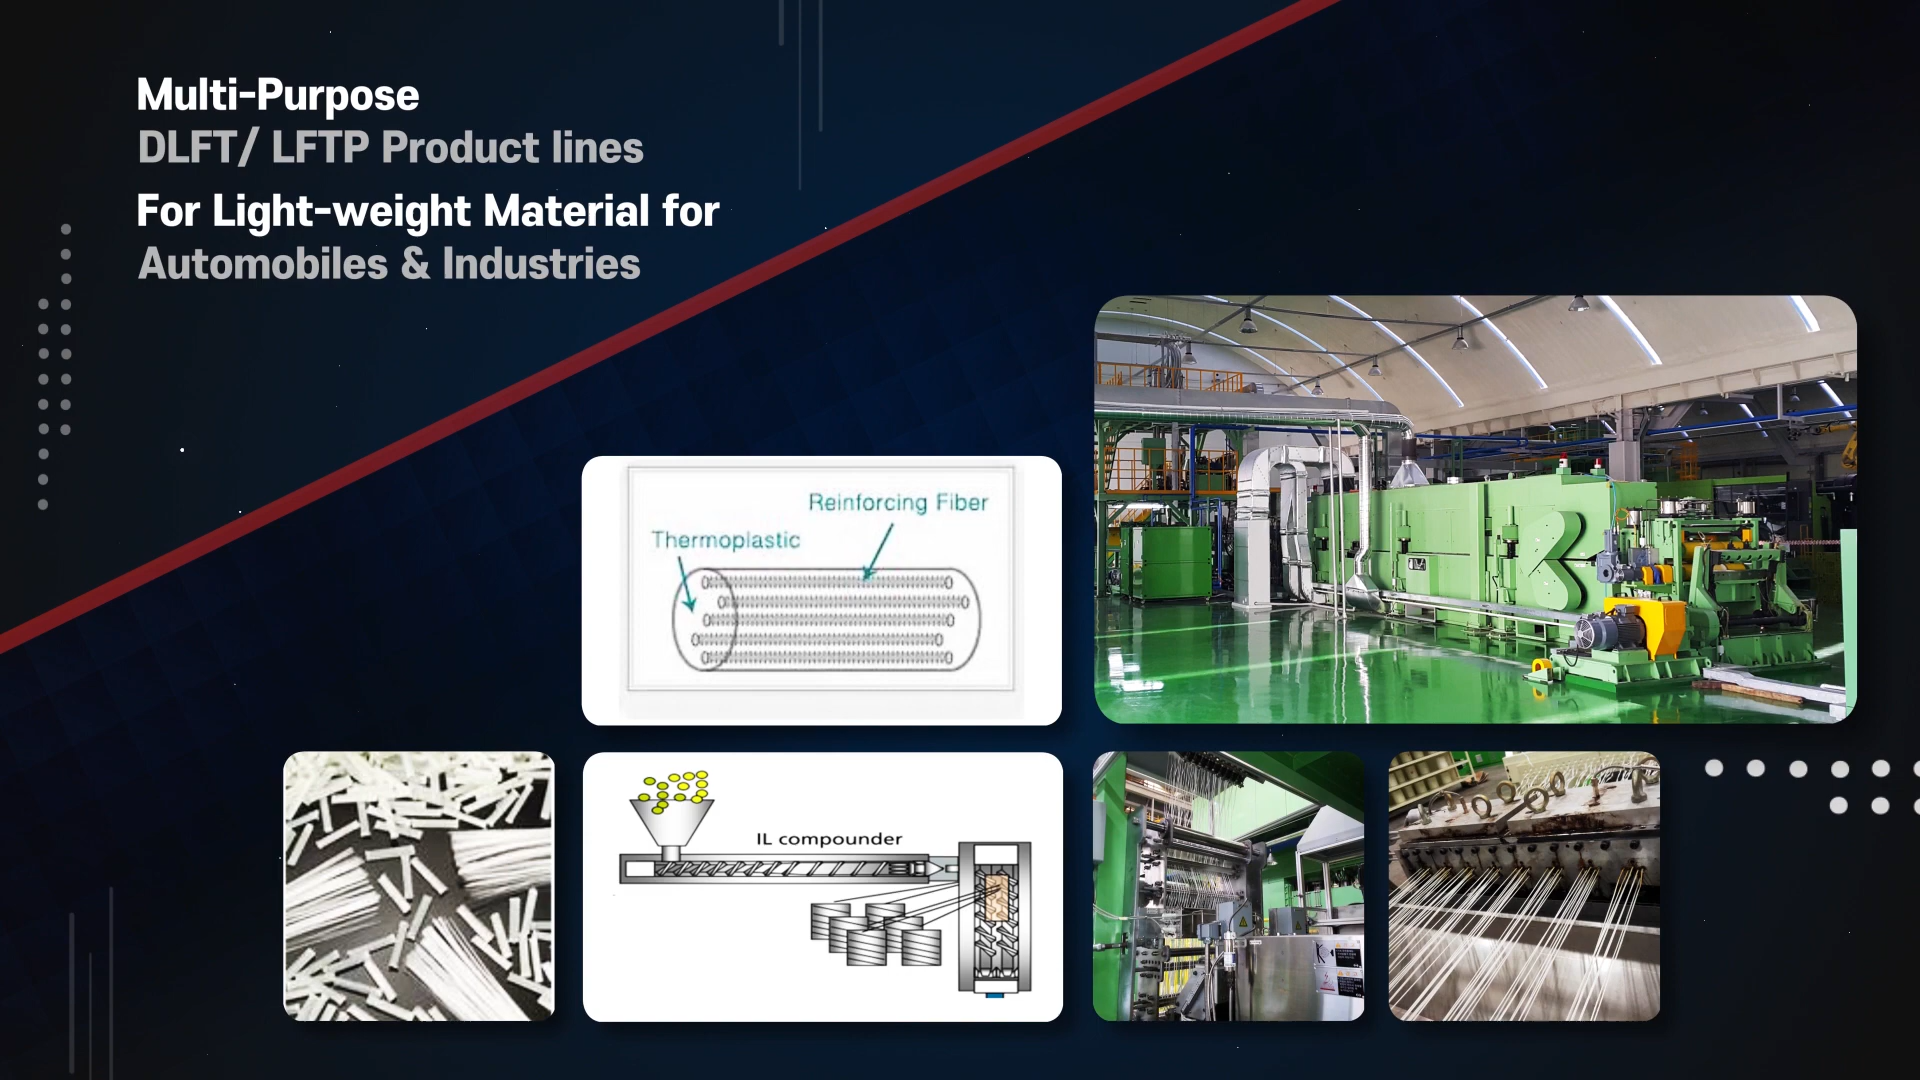 Multi-Purpose
DLFT/ LFTP Product lines
For Light-weight Material for
Automobiles & Industries
Reinforcing Fiber
Thermoplastic
IL compounder